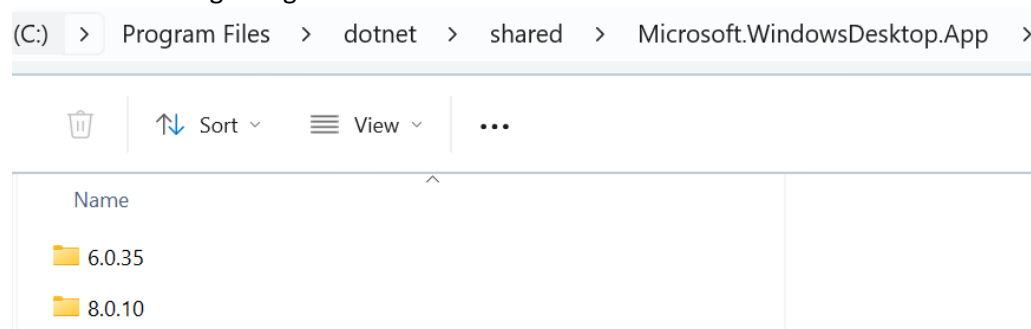 (C:) > Program Files > dotnet > shared > Microsoft.WindowsDesktop.App >
Sort View •••
Name
6.0.35
8.0.10